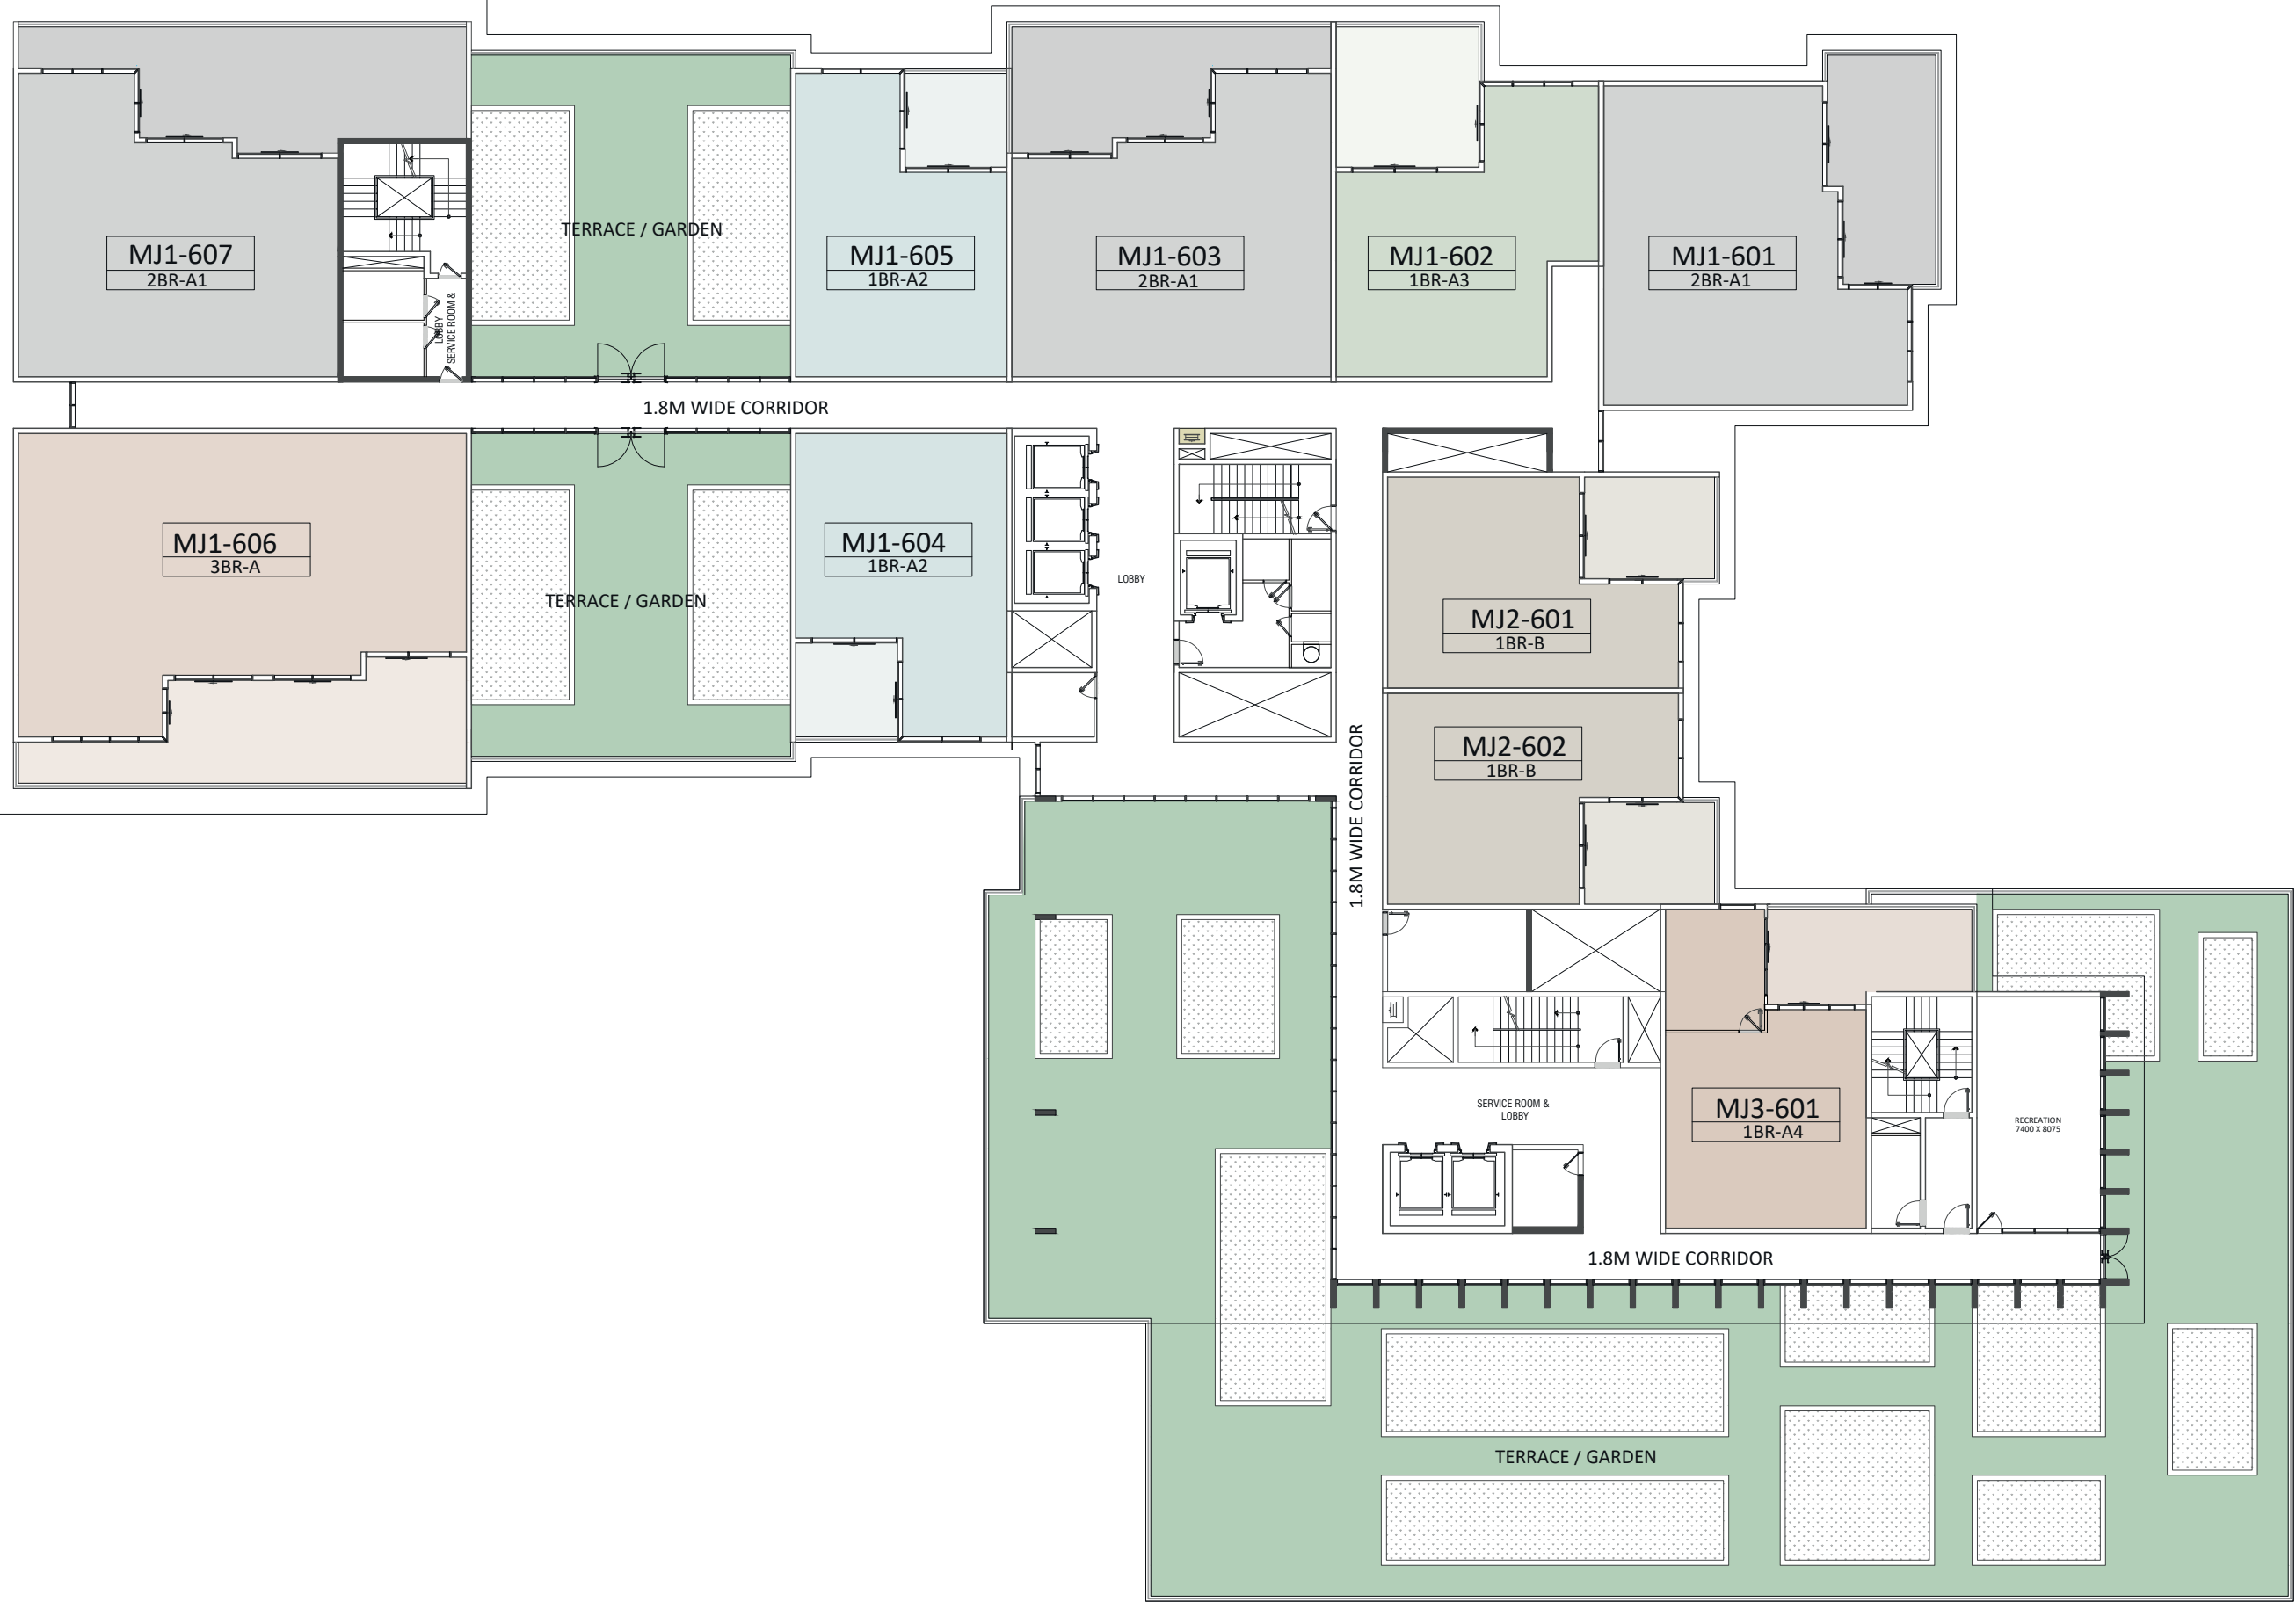 MJ1-607
2BR-A1
TERRACE / GARDEN
MJ1-605
1BR-A2
MJ1-603
2BR-A1
MJ1-602
1BR-A3
MJ1-601
2BR-A1
LOBBY
SERVICE ROOM &
1.8M WIDE CORRIDOR
MJ1-606
3BR-A
TERRACE / GARDEN
MJ1-604
1BR-A2
LOBBY
MJ2-601
1BR-B
MJ2-602
1BR-B
1.8M WIDE CORRIDOR
SERVICE ROOM &
LOBBY
MJ3-601
1BR-A4
RECREATION
7400 X 8075
1.8M WIDE CORRIDOR
TERRACE / GARDEN